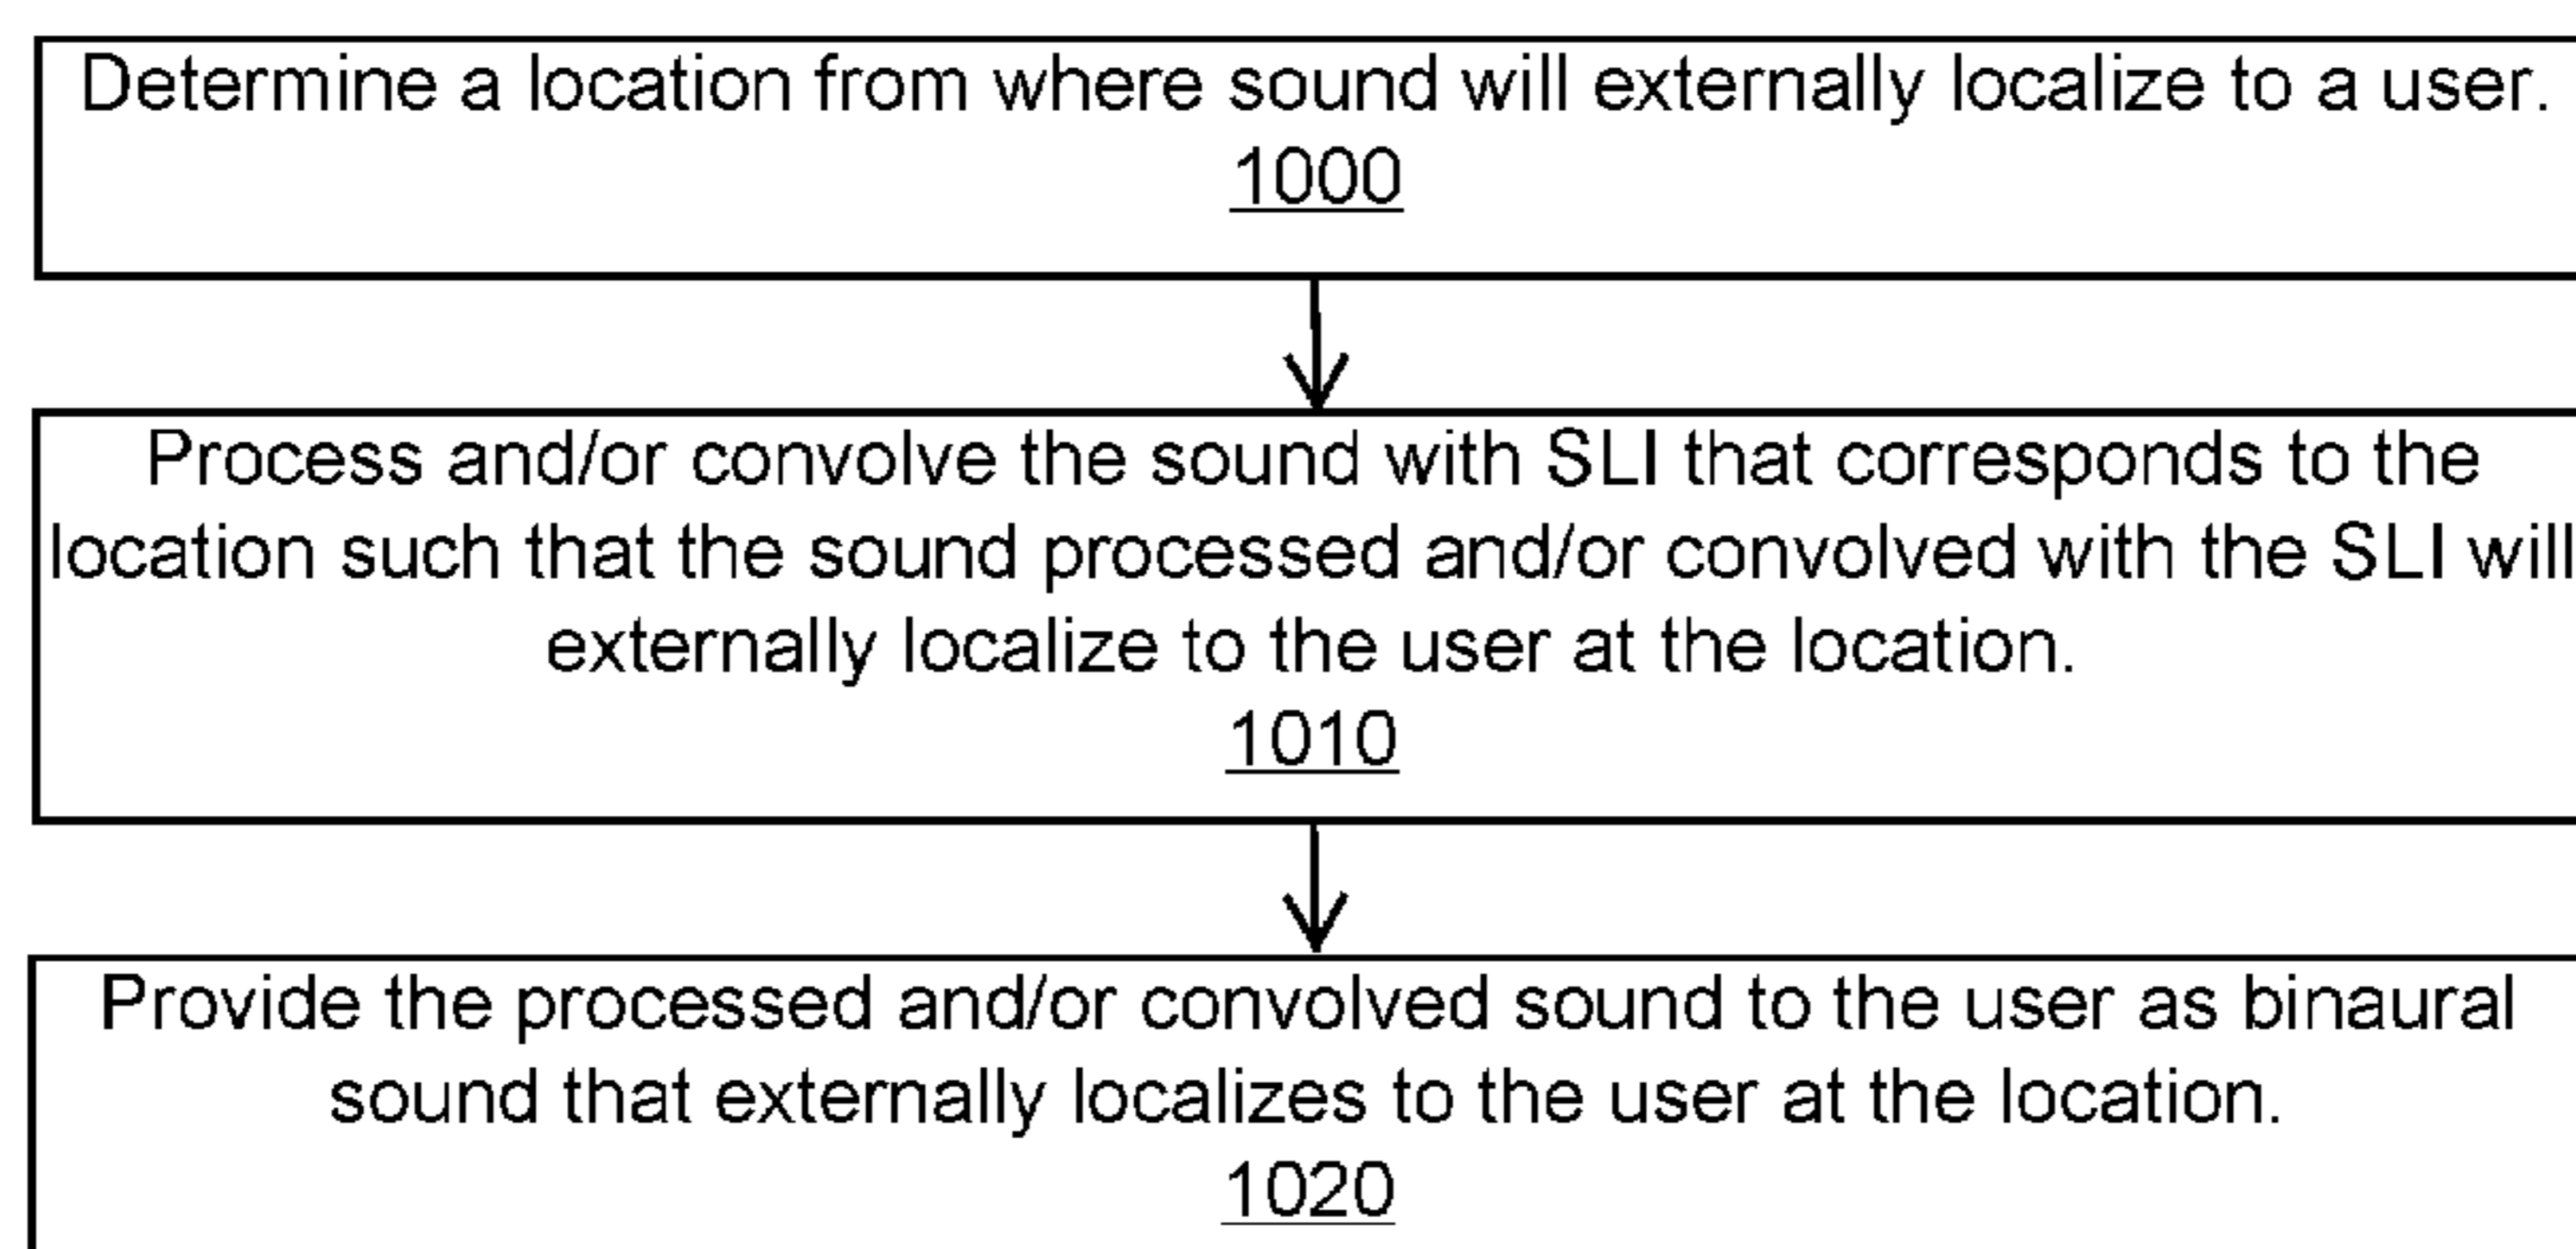 Determine a location from where sound will externally localize to a user.
1000
Process and/or convolve the sound with SLI that corresponds to the
location such that the sound processed and/or convolved with the SLI will
externally localize to the user at the location.
1010
Provide the processed and/or convolved sound to the user as binaural
sound that externally localizes to the user at the location.
1020